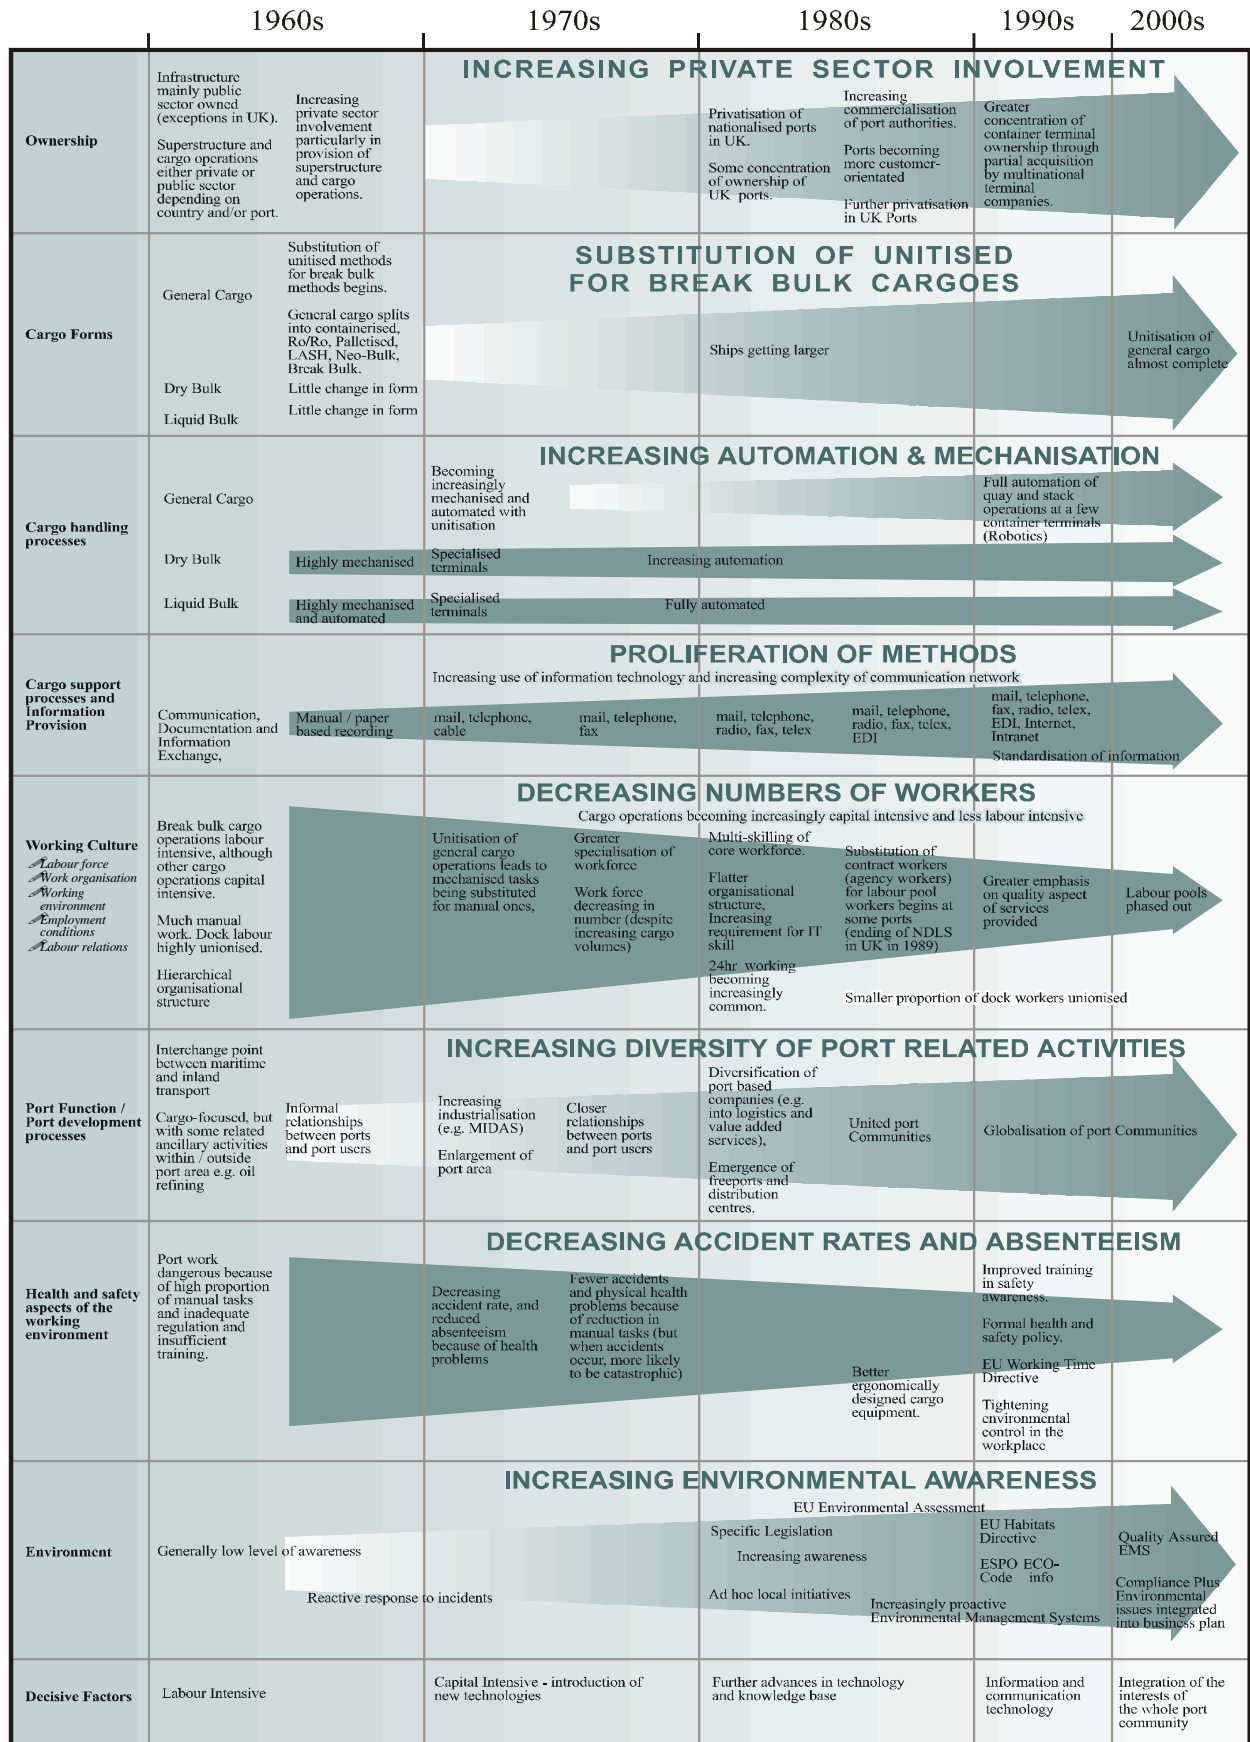 1960s 1970s 1980s 1990s 2000s
Ownership
Infrastructure
mainly public
sector owned
(exceptions in UK).
Superstructure and
cargo operations
either private or
public sector
depending on
country and/or port.
Increasing
private sector
involvement
particularly in
provision of
superstructure
and cargo
operations.
INCREASING PRIVATE SECTOR INVOLVEMENT
Privatisation of
nationalised ports
in UK.
Some concentration
of ownership of
UK ports.
Increasing
commercialisation
of port authorities.
Ports becoming
more customer-
orientated
Further privatisation
in UK Ports
Greater
concentration of
container terminal
ownership through
partial acquisition
by multinational
terminal
companies.
Cargo Forms
General Cargo
Dry Bulk
Liquid Bulk
Substitution of
unitised methods
for break bulk
methods begins.
General cargo splits
into containerised,
Ro/Ro, Palletised,
LASH, Neo-Bulk,
Break Bulk.
Little change in form
Little change in form
SUBSTITUTION OF UNITISED
FOR BREAK BULK CARGOES
Ships getting larger
Unitisation of
general cargo
almost complete
Cargo handling
processes
INCREASING AUTOMATION & MECHANISATION
General Cargo
Becoming
increasingly
mechanised and
automated with
unitisation
Full automation of
quay and stack
operations at a few
container terminals
(Robotics)
Dry Bulk
Highly mechanised
Specialised
terminals
Increasing automation
Liquid Bulk
Highly mechanised
and automated
Specialised
terminals
Fully automated
Cargo support
processes and
Information
Provision
PROLIFERATION OF METHODS
Increasing use of information technology and increasing complexity of communication network
Communication,
Documentation and
Information
Exchange,
Manual / paper
based recording
mail, telephone,
cable
mail, telephone,
fax
mail, telephone,
radio, fax, telex
mail, telephone,
radio, fax, telex,
EDI
mail, telephone,
fax, radio, telex,
EDI, Internet,
Intranet
Standardisation of information
Working Culture
Labour force
Work organisation
Working
environment
Employment
conditions
Labour relations
DECREASING NUMBERS OF WORKERS
Cargo operations becoming increasingly capital intensive and less labour intensive
Break bulk cargo
operations labour
intensive, although
other cargo
operations capital
intensive.
Much manual
work. Dock labour
highly unionised.
Hierarchical
organisational
structure
Unitisation of
general cargo
operations leads to
mechanised tasks
being substituted
for manual ones,
Greater
specialisation of
workforce
Work force
decreasing in
number (despite
increasing cargo
volumes)
Multi-skilling of
core workforce.
Flatter
organisational
structure,
Increasing
requirement for IT
skill
24hr working
becoming
increasingly
common.
Substitution of
contract workers
(agency workers)
for labour pool
workers begins at
some ports
(ending of NDLS
in UK in 1989)
Smaller proportion of dock workers unionised
Greater emphasis
on quality aspect
of services
provided
Labour pools
phased out
Port Function /
Port development
processes
INCREASING DIVERSITY OF PORT RELATED ACTIVITIES
Interchange point
between maritime
and inland
transport
Cargo-focused, but
with some related
ancillary activities
within / outside
port area e.g. oil
refining
Informal
relationships
between ports
and port users
Increasing
industrialisation
(e.g. MIDAS)
Enlargement of
port area
Closer
relationships
between ports
and port users
Diversification of
port based
companies (e.g.
into logistics and
value added
services),
Emergence of
freeports and
distribution
centres.
United port
Communities
Globalisation of port Communities
Health and safety
aspects of the
working
environment
DECREASING ACCIDENT RATES AND ABSENTEEISM
Port work
dangerous because
of high proportion
of manual tasks
and inadequate
regulation and
insufficient
training.
Decreasing
accident rate, and
reduced
absenteeism
because of health
problems
Fewer accidents
and physical health
problems because
of reduction in
manual tasks (but
when accidents
occur, more likely
to be catastrophic)
Better
ergonomically
designed cargo
equipment.
Improved training
in safety
awareness.
Formal health and
safety policy.
EU Working Time
Directive
Tightening
environmental
control in the
workplace
Environment
INCREASING ENVIRONMENTAL AWARENESS
Generally low level of awareness
Reactive response to incidents
EU Environmental Assessment
Specific Legislation
Increasing awareness
Ad hoc local initiatives
Increasingly proactive
Environmental Management Systems
EU Habitats
Directive
ESPO ECO-
Code info
Quality Assured
EMS
Compliance Plus
Environmental
issues integrated
into business plan
Decisive Factors
Labour Intensive
Capital Intensive - introduction of
new technologies
Further advances in technology
and knowledge base
Information and
communication
technology
Integration of the
interests of
the whole port
community